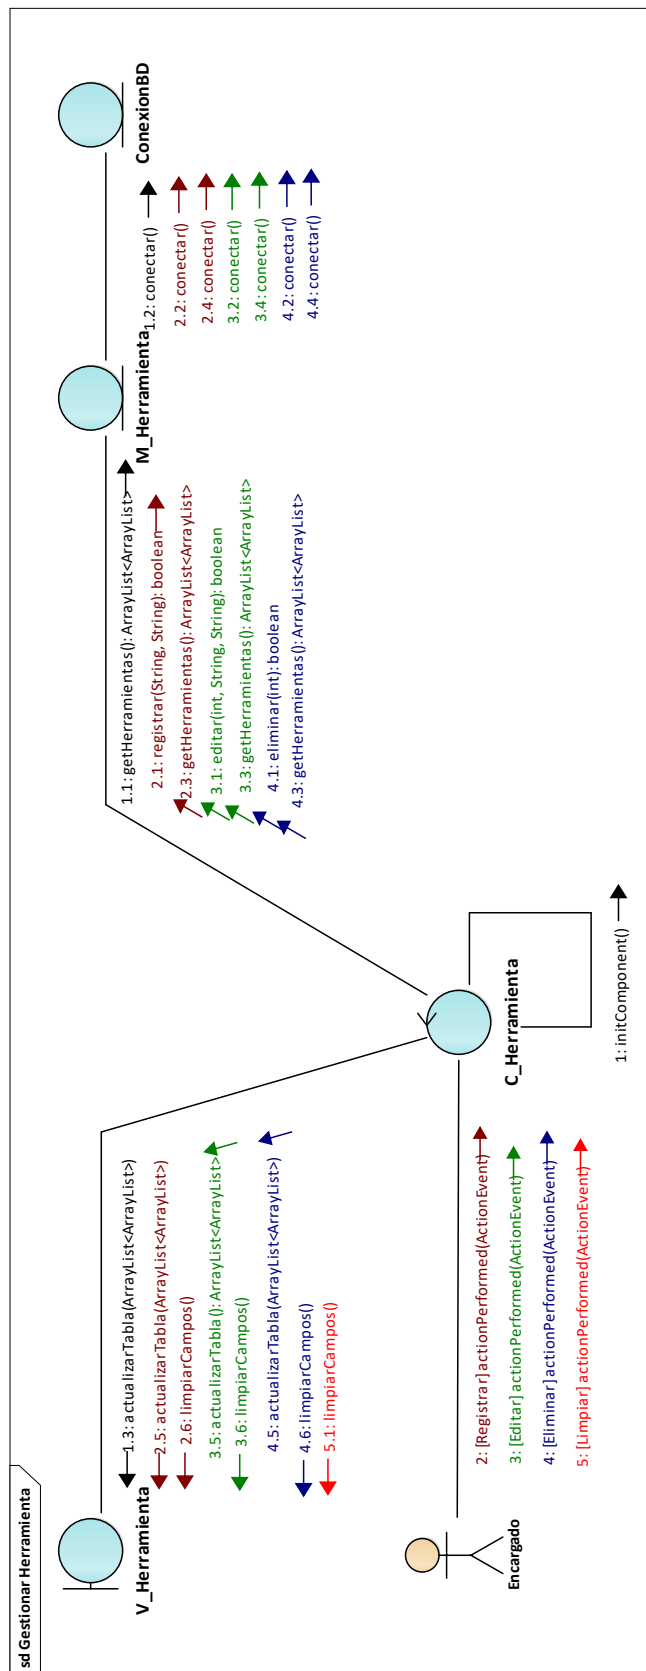 sd Gestionar Herramienta
V_Herramienta
1.3: actualizarTabla(ArrayList<ArrayList>)
2.5: actualizarTabla(ArrayList<ArrayList>)
2.6: limpiarCampos()
3.5: actualizarTabla(): ArrayList<ArrayList>
3.6: limpiarCampos()
4.5: actualizarTabla(ArrayList<ArrayList>)
4.6: limpiarCampos()
5.1: limpiarCampos()
Encargado
2: [Registrar] actionPerformed(ActionEvent)
3: [Editar] actionPerformed(ActionEvent)
4: [Eliminar] actionPerformed(ActionEvent)
5: [Limpiar] actionPerformed(ActionEvent)
C_Herramienta
1: initComponent()
1.1: getHerramientas(): ArrayList<ArrayList>
2.1: registrar(String, String): boolean
2.3: getHerramientas(): ArrayList<ArrayList>
3.1: editar(int, String, String): boolean
3.3: getHerramientas(): ArrayList<ArrayList>
4.1: eliminar(int): boolean
4.3: getHerramientas(): ArrayList<ArrayList>
M_Herramienta
1.2: conectar()
2.2: conectar()
2.4: conectar()
3.2: conectar()
3.4: conectar()
4.2: conectar()
4.4: conectar()
ConexionBD